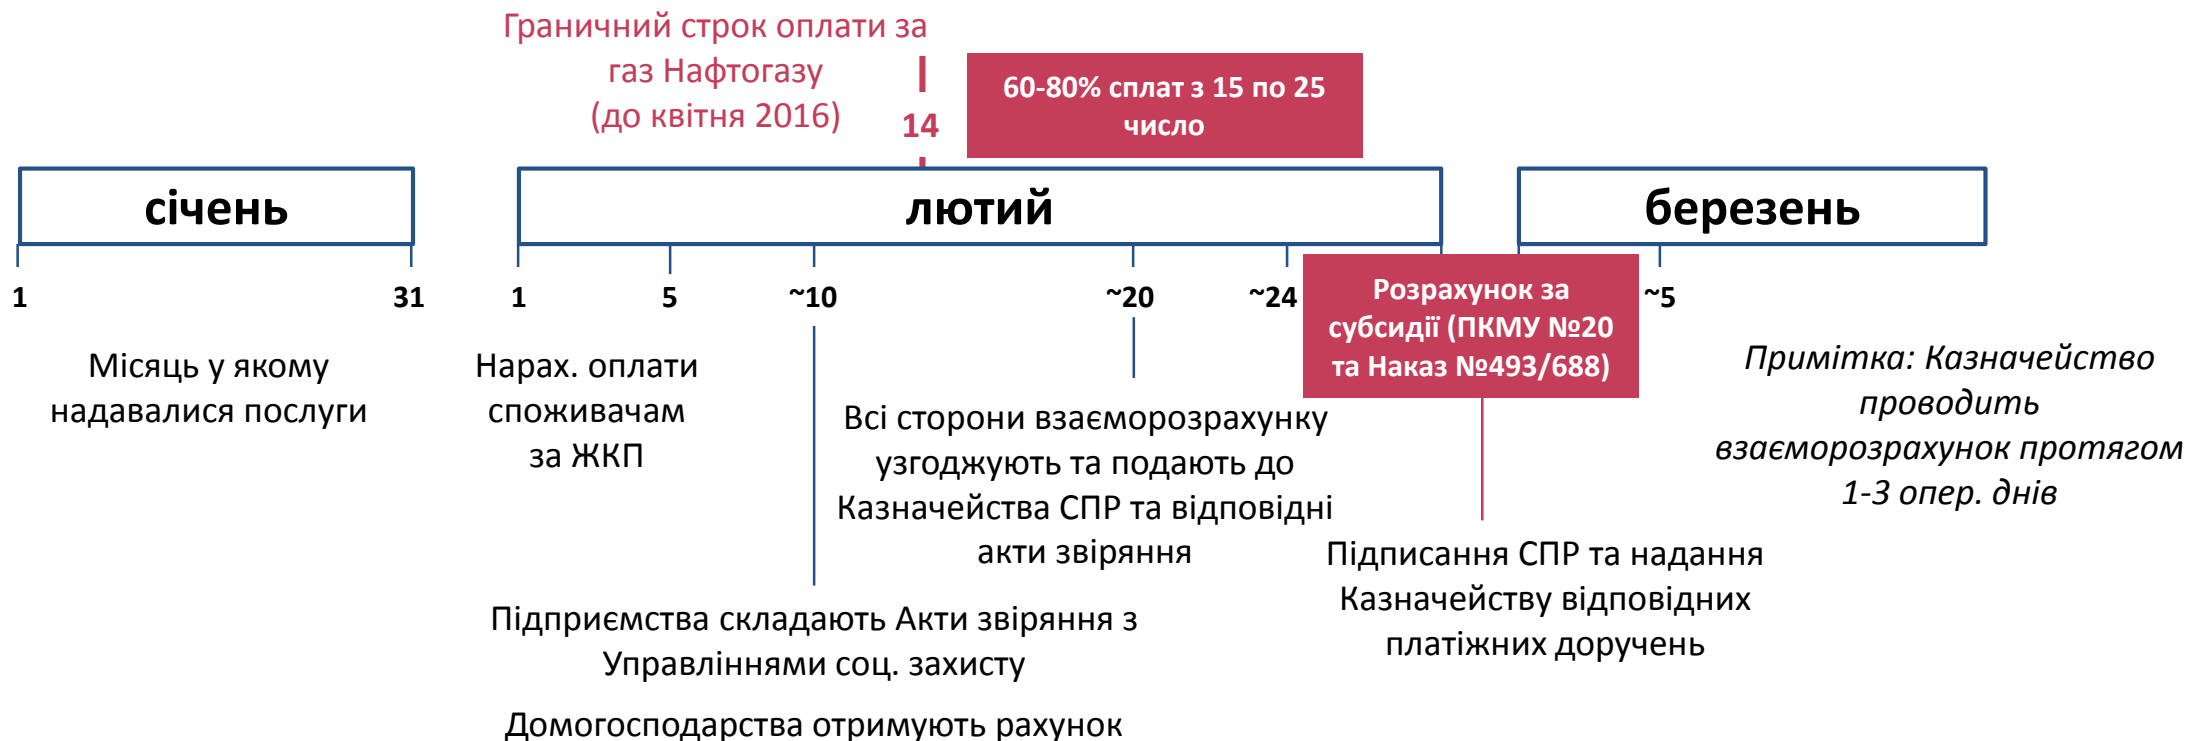 Граничний строк оплати за
газ Нафтогазу
(до квітня 2016)
14
60-80% сплат з 15 по 25
число
січень
лютий
березень
1
31
1
5
~10
~20
~24
~5
Розрахунок за
субсидії (ПКМУ №20
та Наказ №493/688)
Місяць у якому
надавалися послуги
Нарах. оплати
споживачам
за ЖКП
Всі сторони взаєморозрахунку
узгоджують та подають до
Казначейства СПР та відповідні
акти звіряння
Примітка: Казначейство
проводить
взаєморозрахунок протягом
1-3 опер. днів
Підписання СПР та надання
Казначейству відповідних
платіжних доручень
Підприємства складають Акти звіряння з
Управліннями соц. захисту
Домогосподарства отримують рахунок